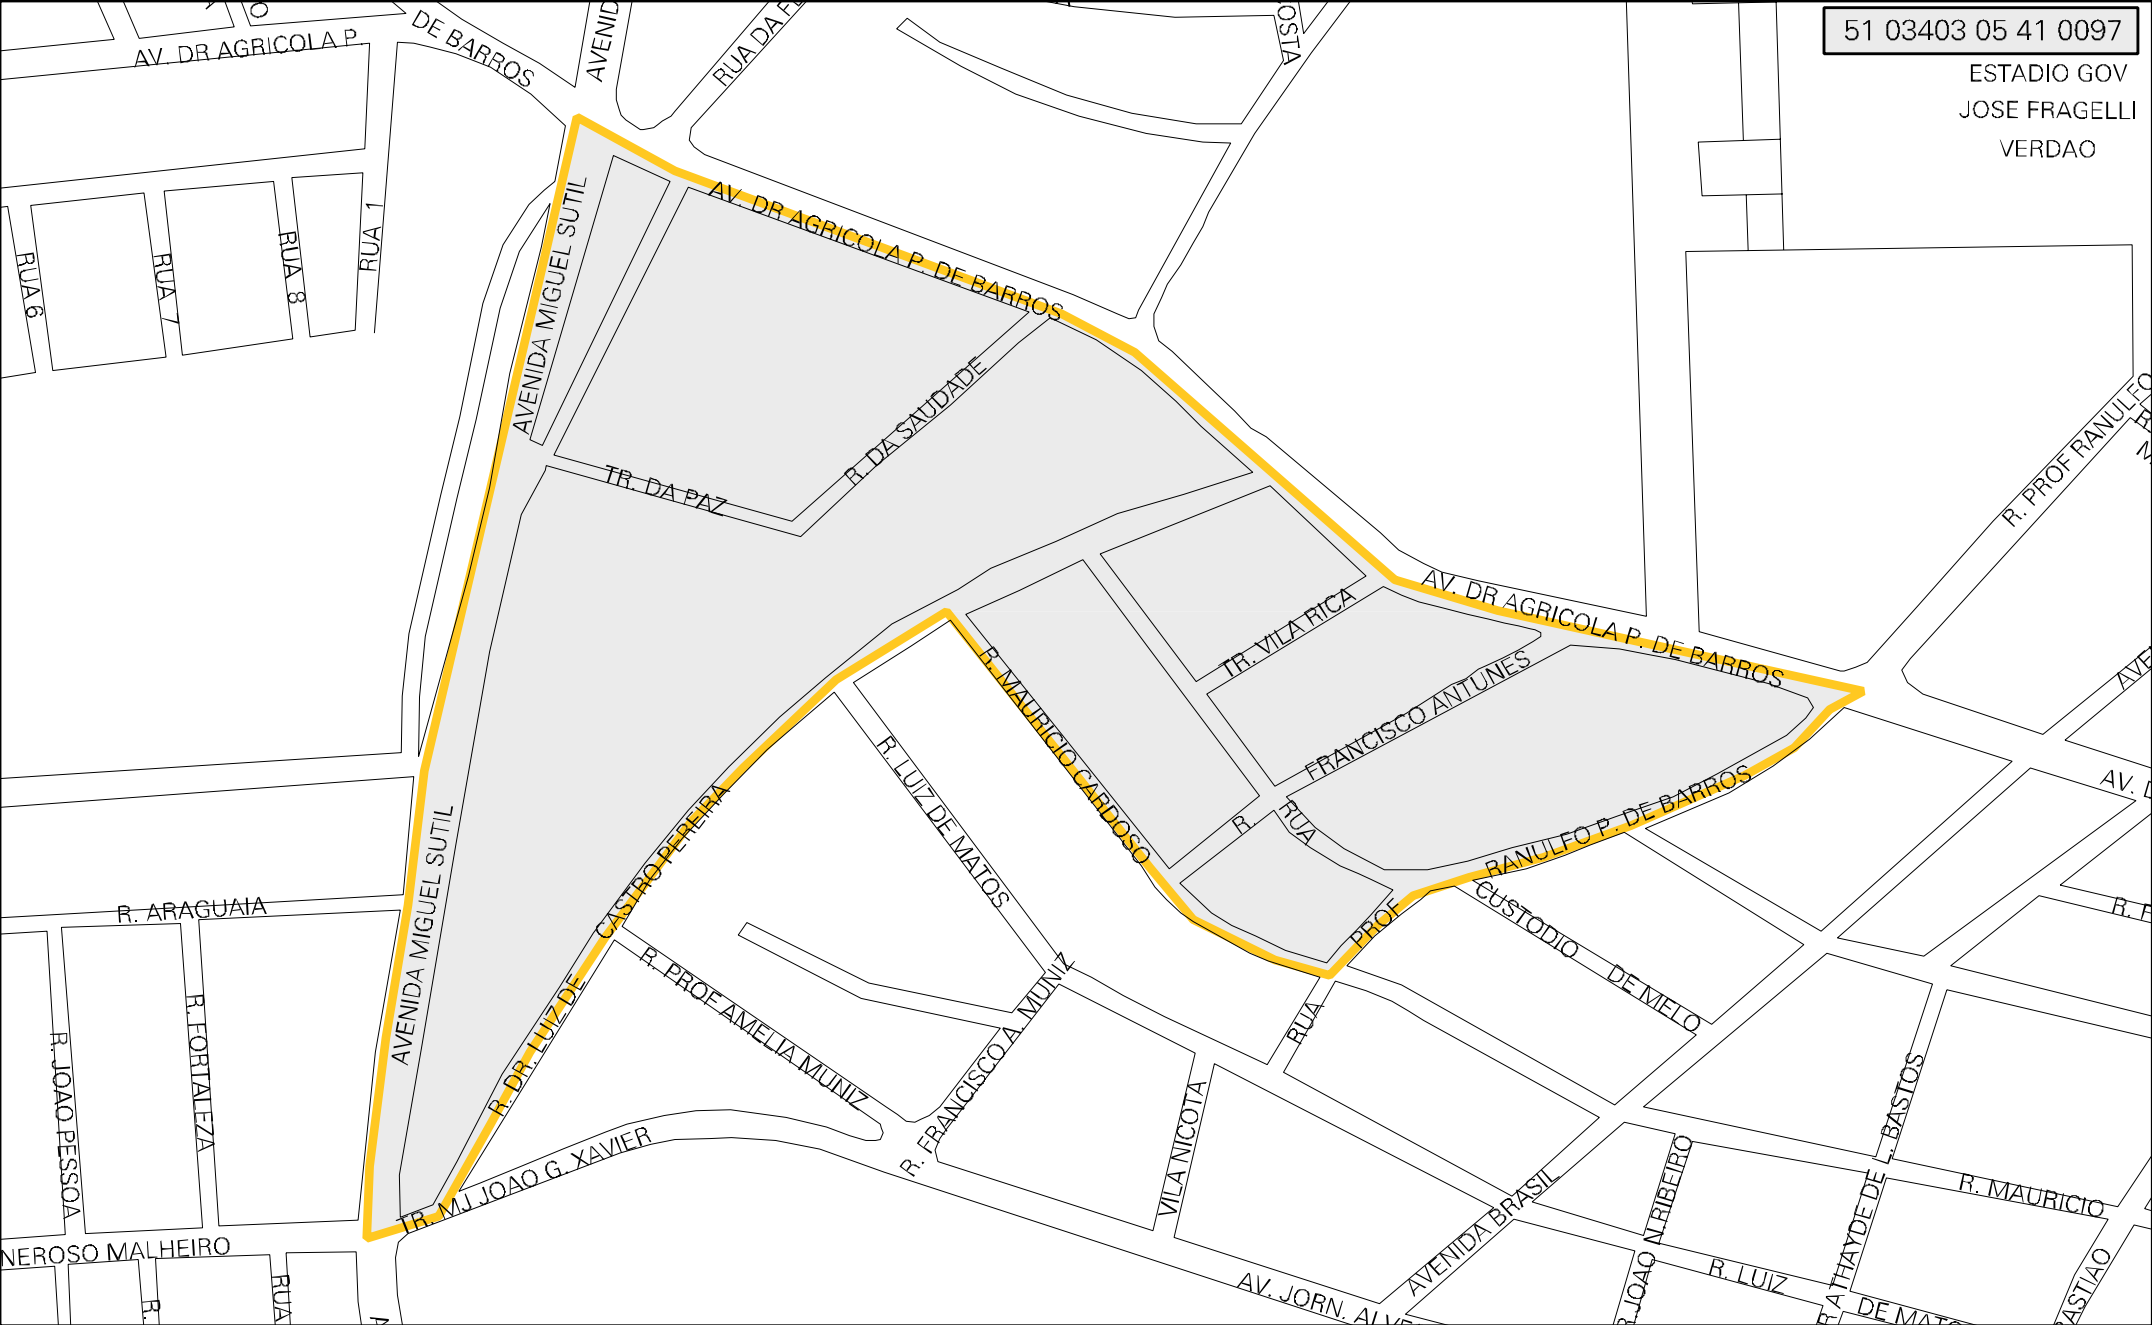 51 03403 05 41 0097
ESTADIO GOV
JOSE FRAGELLI
VERDAO
AV. DR AGRICOLA P.
DE BARROS
AVENID
RUA DA F
OSTA
RUA 6
RUA 7
RUA 8
RUA 1
AVENIDA MIGUEL SUTIL
AV. DR AGRICOLA P. DE BARROS
R. DA SAUDADE
TR. DA PAZ
R. PROF RANULFO
TR. VILA RICA
AV. DR AGRICOLA P. DE BARROS
FRANCISCO ANTUNES
R.
RUA
R. MAURICIO CARDOSO
R. LUIZ DE MATOS
RANULFO P. DE BARROS
PROF
RUA
CUSTODIO DE MELO
AVE
AV. D
AVENIDA MIGUEL SUTIL
R. DR. LUIZ DE CASTRO PEREIRA
R. PROF AMELIA MUNIZ
R. FRANCISCO A. MUNIZ
R. ARAGUAIA
R. JOAO PESSOA
R. FORTALEZA
TR. MJ JOAO G. XAVIER
NEROSO MALHEIRO
R.
RUA
VILA NICOTA
AVENIDA BRASIL
AV. JORN. ALVE
R. JOAO N.RIBEIRO
R ATHAYDE DE L. BASTOS
R. MAURICIO
R. LUIZ
DE MATO
BASTIAO